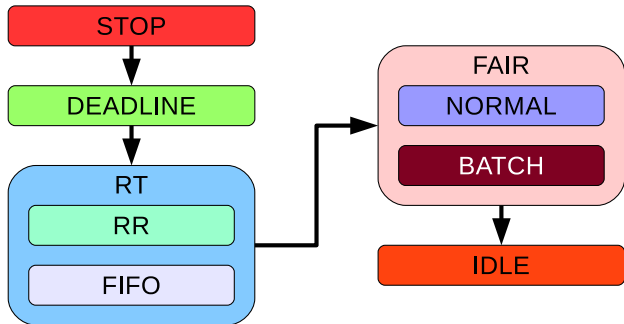 STOP
DEADLINE
RT
RR
FIFO
FAIR
NORMAL
BATCH
IDLE